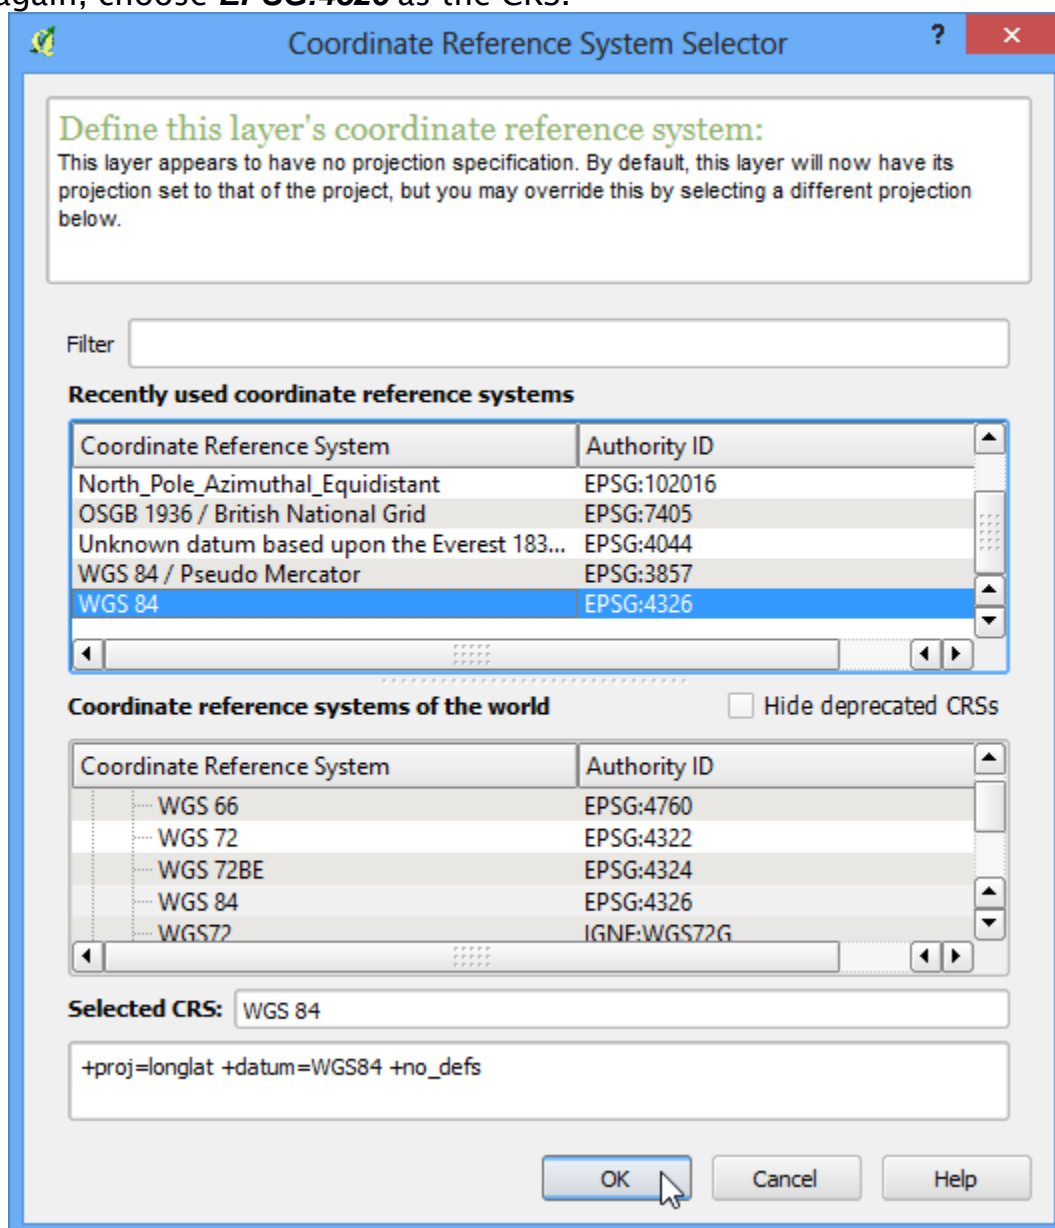 again, choose EPSG:4326 as the CRS.
Coordinate Reference System Selector
?
Define this layer's coordinate reference system:
This layer appears to have no projection specification. By default, this layer will now have its
projection set to that of the project, but you may override this by selecting a different projection
below.
Filter
Recently used coordinate reference systems
Coordinate Reference System Authority ID
North_Pole_Azimuthal_Equidistant EPSG:102016
OSGB 1936 / British National Grid EPSG:7405
Unknown datum based upon the Everest 183... EPSG:4044
WGS 84 / Pseudo Mercator EPSG:3857
WGS 84 EPSG:4326
Coordinate reference systems of the world Hide deprecated CRSs
Coordinate Reference System Authority ID
WGS 66 EPSG:4760
WGS 72 EPSG:4322
WGS 72BE EPSG:4324
WGS 84 EPSG:4326
WGS72 IGNF:WGS72G
Selected CRS: WGS 84
+proj=longlat +datum=WGS84 +no_defs
OK Cancel Help